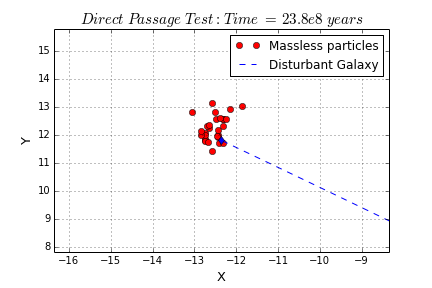 Direct Passage Test : Time = 23.8e8 years
Massless particles
Disturbant Galaxy
Y
15
14
13
12
11
10
9
8
−16 −15 −14 −13 −12 −11 −10 −9
X